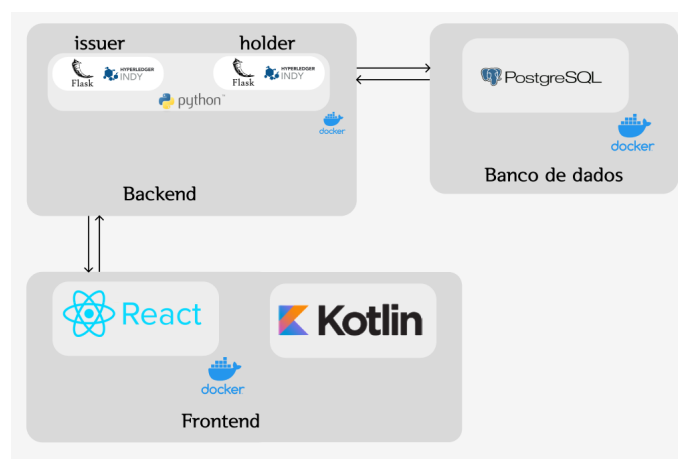 issuer
holder
Flask
HYPERLEDGER
INDY
Flask
HYPERLEDGER
INDY
python
docker
Backend
PostgreSQL
docker
Banco de dados
React
Kotlin
docker
Frontend